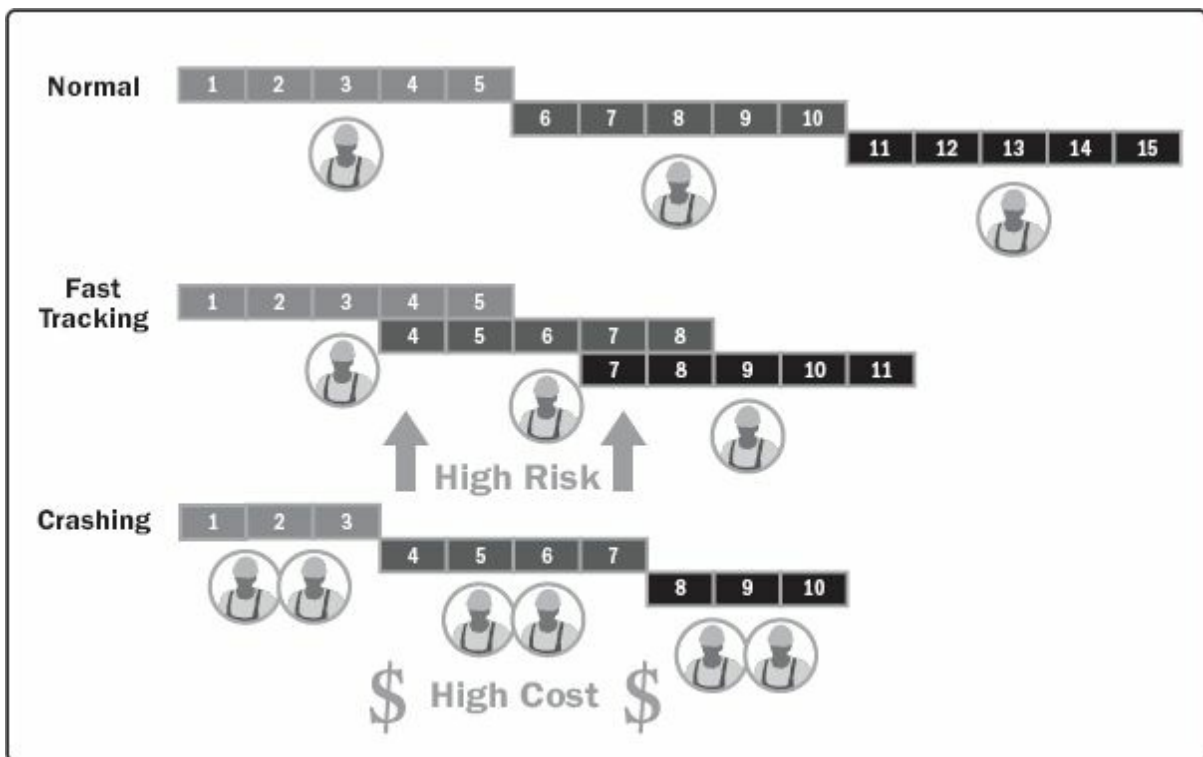 Normal
1 2 3 4 5
6 7 8 9 10
11 12 13 14 15
Fast
Tracking
1 2 3 4 5
4 5 6 7 8
7 8 9 10 11
High Risk
Crashing
1 2 3
4 5 6 7
8 9 10
$ High Cost $